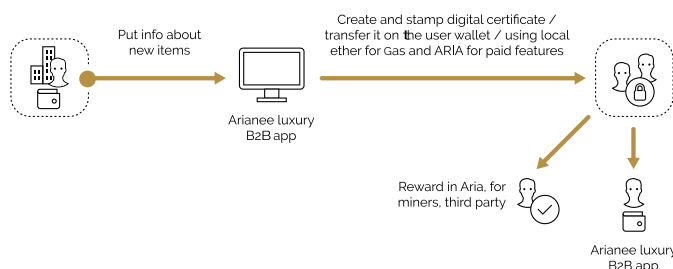 Put info about
new items
Create and stamp digital certificate /
transfer it on the user wallet / using local
ether for Gas and ARIA for paid features
Arianee luxury
B2B app
Reward in Aria, for
miners, third party
Arianee luxury
B2B app